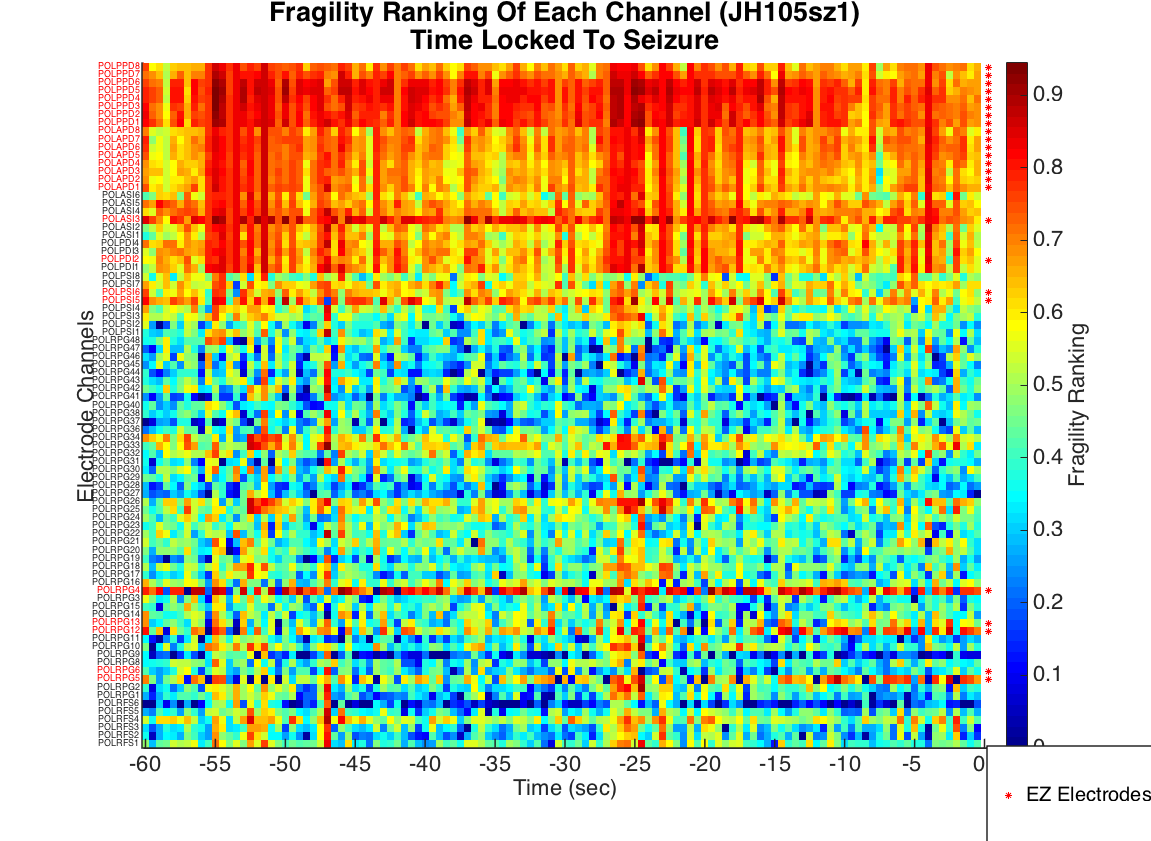 Fragility Ranking Of Each Channel (JH105sz1)
Time Locked To Seizure
POLPPD8
POLPPD7
POLPPD6
POLPPD5
POLPPD4
POLPPD3
POLPPD2
POLPPD1
POLAPD8
POLAPD7
POLAPD6
POLAPD5
POLAPD4
POLAPD3
POLAPD2
POLAPD1
POLASI6
POLASI5
POLASI4
POLASI3
POLASI2
POLASI1
POLPDI4
POLPDI3
POLPDI2
POLPDI1
POLPSI8
POLPSI7
POLPSI6
POLPSI5
POLPSI4
POLPSI3
POLPSI2
POLPSI1
POLRPG48
POLRPG47
POLRPG46
POLRPG45
POLRPG44
POLRPG43
POLRPG42
POLRPG41
POLRPG40
POLRPG38
POLRPG37
POLRPG36
POLRPG34
POLRPG33
POLRPG32
POLRPG31
POLRPG30
POLRPG29
POLRPG28
POLRPG27
POLRPG26
POLRPG25
POLRPG24
POLRPG23
POLRPG22
POLRPG21
POLRPG20
POLRPG19
POLRPG18
POLRPG17
POLRPG16
POLRPG4
POLRPG3
POLRPG15
POLRPG14
POLRPG13
POLRPG12
POLRPG11
POLRPG10
POLRPG9
POLRPG8
POLRPG6
POLRPG5
POLRPG2
POLRPG1
POLRFS6
POLRFS5
POLRFS4
POLRFS3
POLRFS2
POLRFS1
Electrode Channels
-60 -55 -50 -45 -40 -35 -30 -25 -20 -15 -10 -5 0
Time (sec)
0.9
0.8
0.7
0.6
0.5
0.4
0.3
0.2
0.1
0
Fragility Ranking
* EZ Electrodes